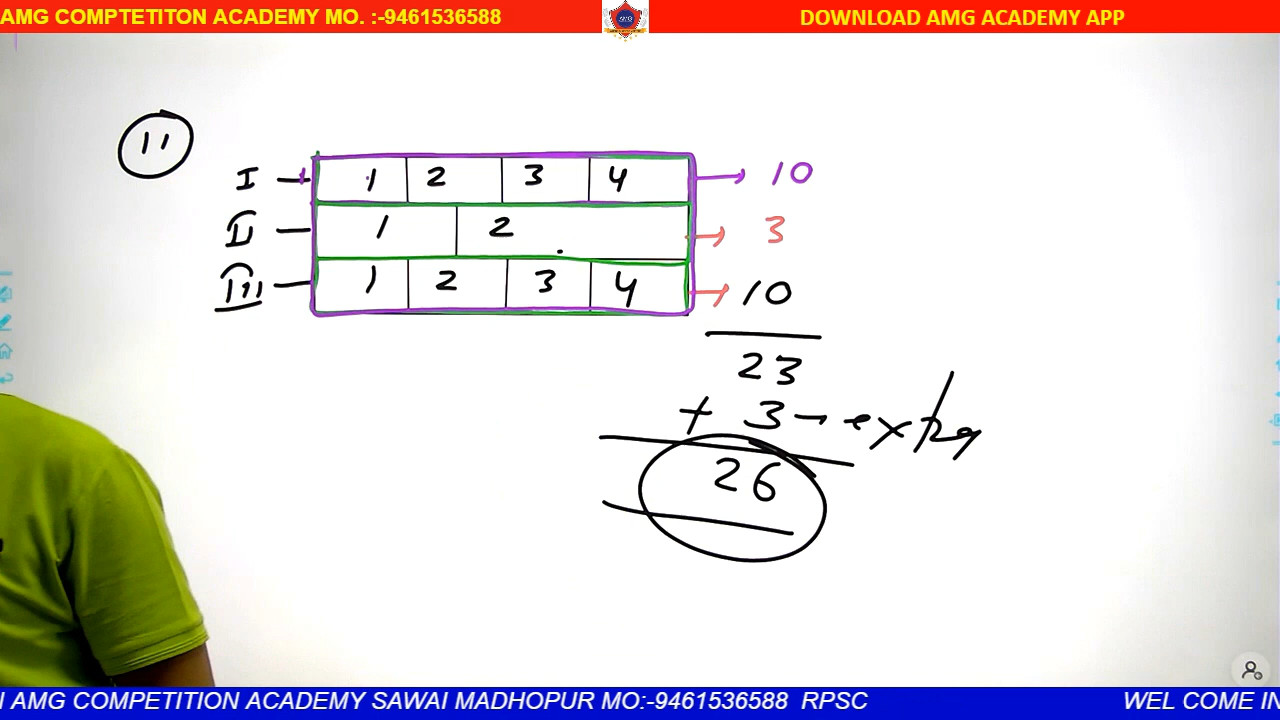 AMG COMPTETITON ACADEMY MO. :-9461536588
AMG
DOWNLOAD AMG ACADEMY APP
11
I 1 2 3 4 → 10
II 1 2 → 3
III 1 2 3 4 → 10
23
+ 3 → extra
26
I AMG COMPETITION ACADEMY SAWAI MADHOPUR MO:-9461536588 RPSC
WEL COME IN